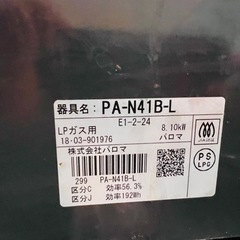 器具名: PA-N41B-L
E1-2-24
LPガス用 8.10kW
18・03-901976 パロマ
株式会社パロマ
299 PA-N41B-L
区分C 効率56.3%
区分J 効率192Wh
PS
LPG